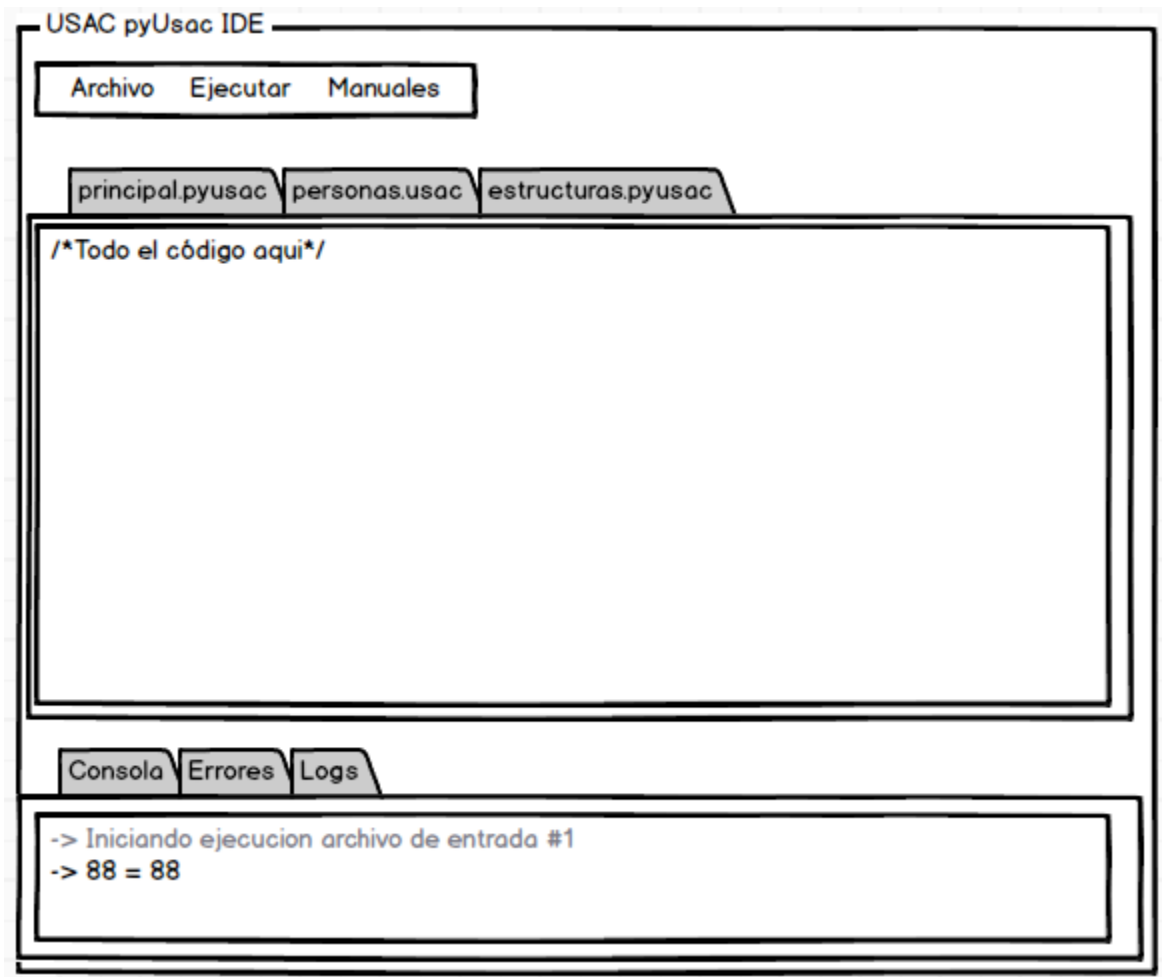 USAC pyUsac IDE
Archivo Ejecutar Manuales
principal.pyusac personas.usac estructuras.pyusac
/*Todo el código aqui*/
Consola Errores Logs
-> Iniciando ejecucion archivo de entrada #1
-> 88 = 88